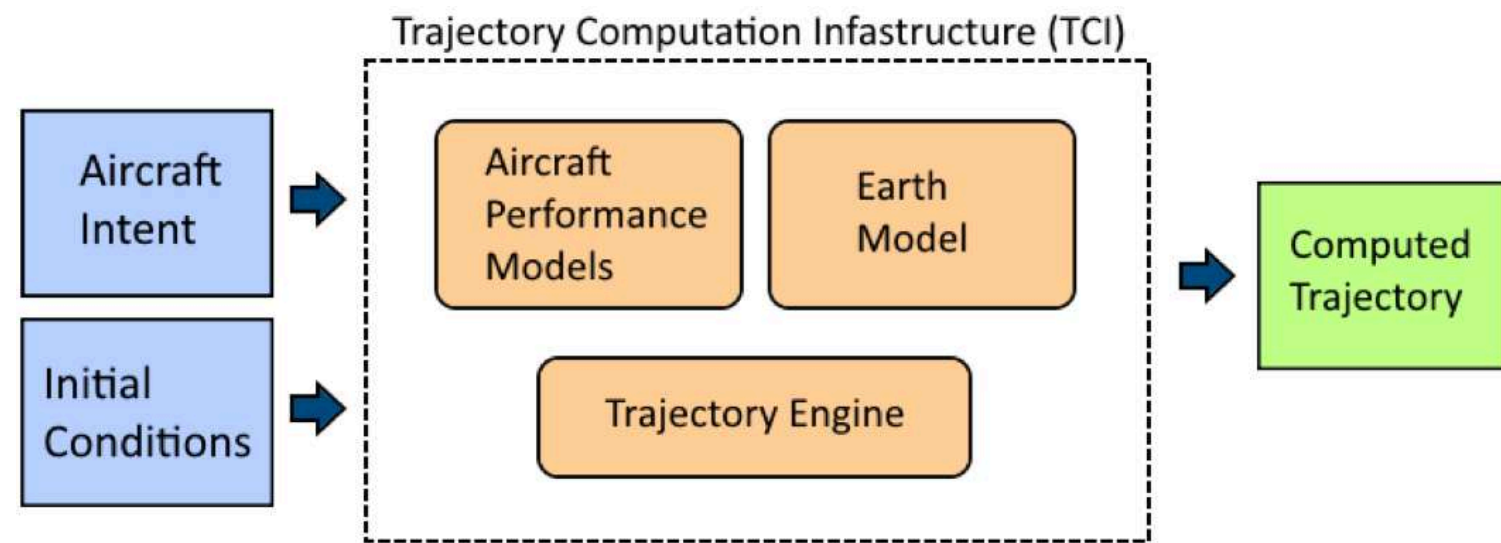 Trajectory Computation Infastructure (TCI)
Aircraft
Intent
Initial
Conditions
Aircraft
Performance
Models
Earth
Model
Trajectory Engine
Computed
Trajectory